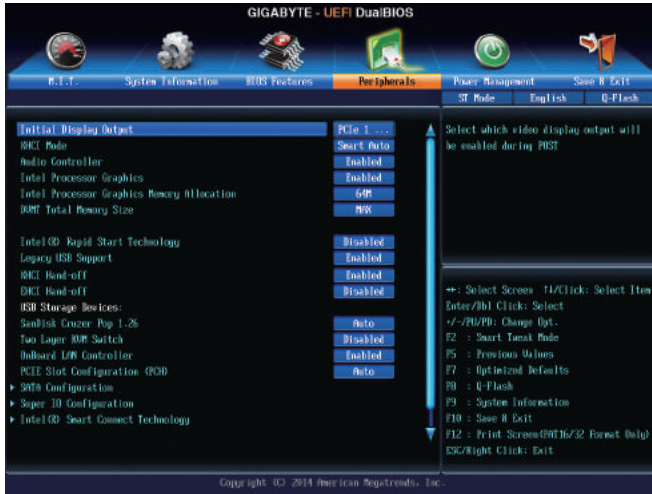 GIGABYTE - UEFI DualBIOS
M.I.T. System Information BIOS Features Peripherals Power Management Save & Exit
ST Mode English Q-Flash
Initial Display Output PCIe 1 ...
XHCI Mode Smart Auto
Audio Controller Enabled
Intel Processor Graphics Enabled
Intel Processor Graphics Memory Allocation 64M
DVMT Total Memory Size MAX
Intel(R) Rapid Start Technology Disabled
Legacy USB Support Enabled
XHCI Hand-off Enabled
EHCI Hand-off Disabled
USB Storage Devices:
SanDisk Cruzer Pop 1.26 Auto
Two Layer KVM Switch Disabled
OnBoard LAN Controller Enabled
PCIE Slot Configuration (PCH) Auto
SATA Configuration
Super IO Configuration
Intel(R) Smart Connect Technology
Select which video display output will
be enabled during POST
↔: Select Screen ↑↓/Click: Select Item
Enter/Dbl Click: Select
+/-/PU/PD: Change Opt.
F2 : Smart Tweak Mode
F5 : Previous Values
F7 : Optimized Defaults
F8 : Q-Flash
F9 : System Information
F10 : Save & Exit
F12 : Print Screen(FAT16/32 Format Only)
ESC/Right Click: Exit
Copyright (C) 2014 American Megatrends, Inc.